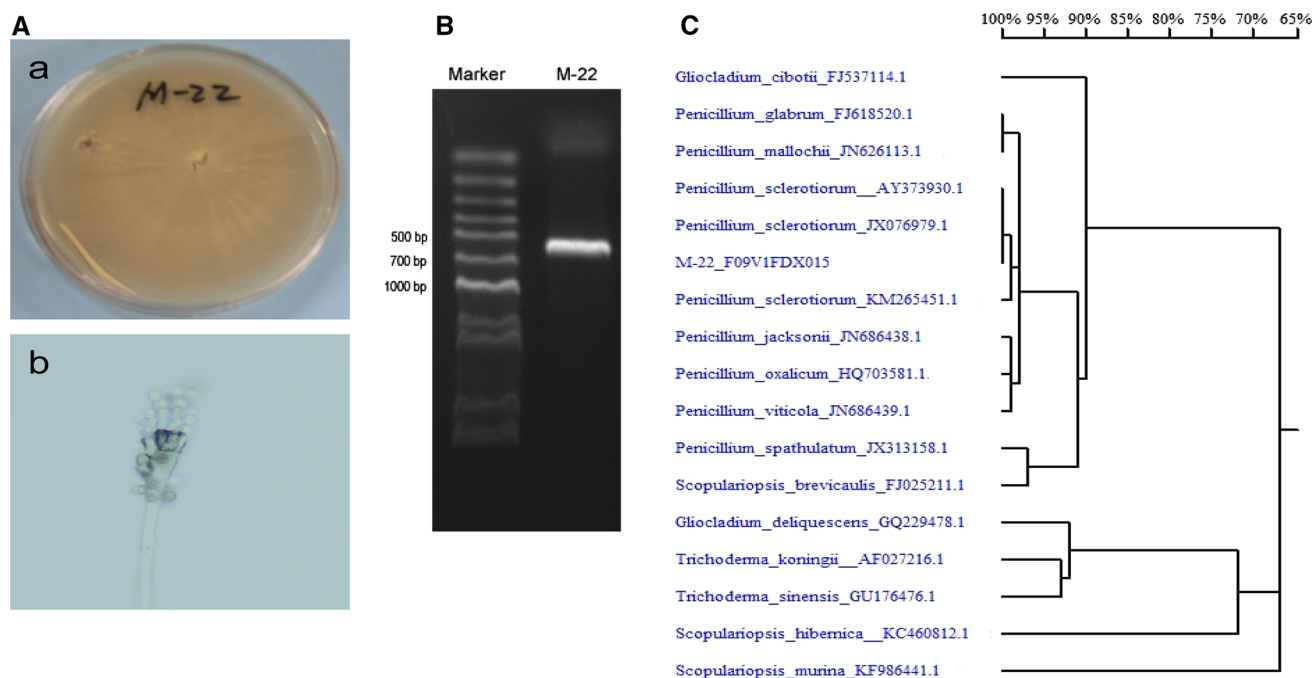 A
a
M-22
b
B
Marker M-22
500 bp
700 bp
1000 bp
C
100% 95% 90% 85% 80% 75% 70% 65%
Gliocladium_cibotii_FJ537114.1
Penicillium_glabrum_FJ618520.1
Penicillium_mallochii_JN626113.1
Penicillium_sclerotiorum__AY373930.1
Penicillium_sclerotiorum_JX076979.1
M-22_F09V1FDX015
Penicillium_sclerotiorum_KM265451.1
Penicillium_jacksonii_JN686438.1
Penicillium_oxalicum_HQ703581.1.
Penicillium_viticola_JN686439.1
Penicillium_spathulatum_JX313158.1
Scopulariopsis_brevicaulis_FJ025211.1
Gliocladium_deliquescens_GQ229478.1
Trichoderma_koningii__AF027216.1
Trichoderma_sinensis_GU176476.1
Scopulariopsis_hibernica__KC460812.1
Scopulariopsis_murina_KF986441.1